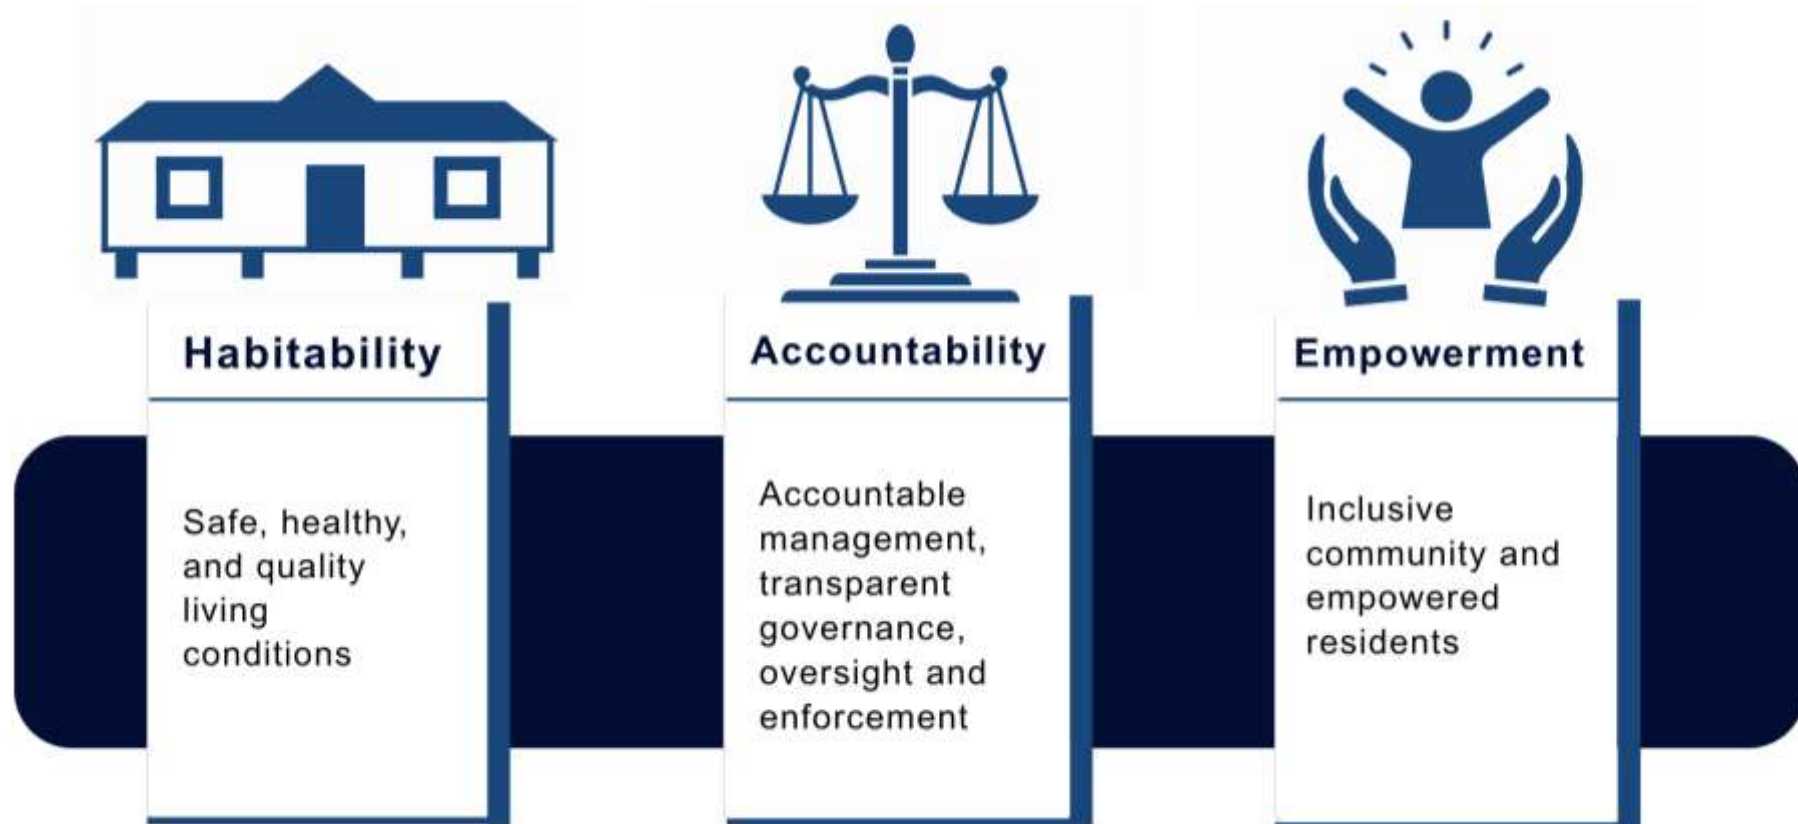 Habitability
Safe, healthy,
and quality
living
conditions
Accountability
Accountable
management,
transparent
governance,
oversight and
enforcement
Empowerment
Inclusive
community and
empowered
residents